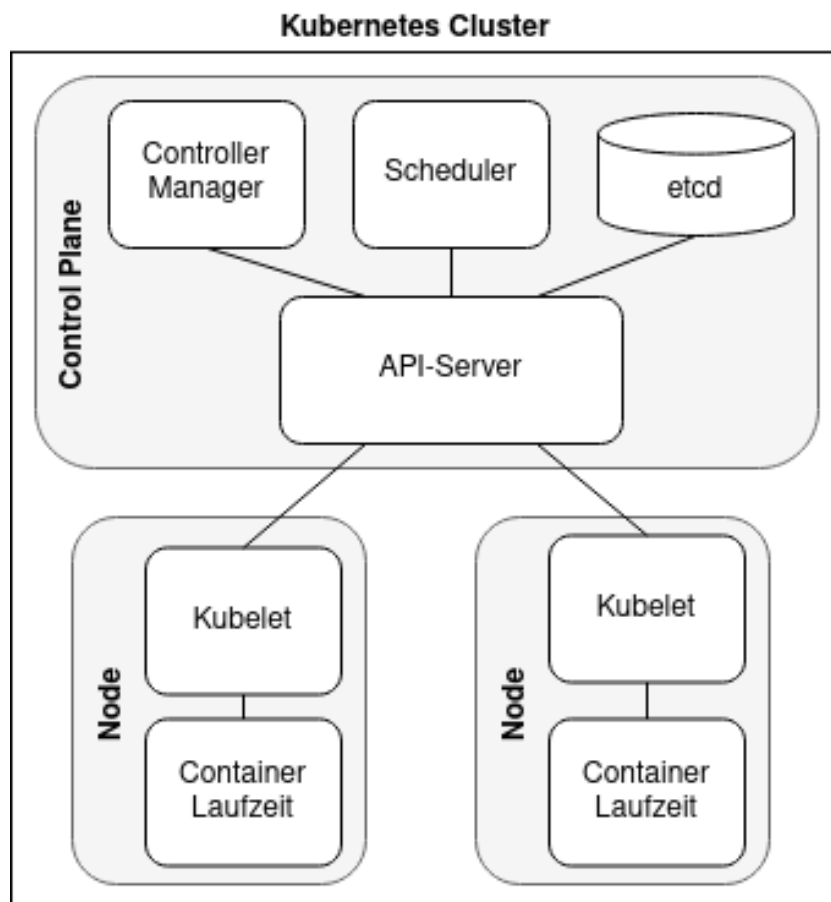 Kubernetes Cluster
Control Plane
Controller
Manager
Scheduler
etcd
API-Server
Node
Kubelet
Container
Laufzeit
Node
Kubelet
Container
Laufzeit